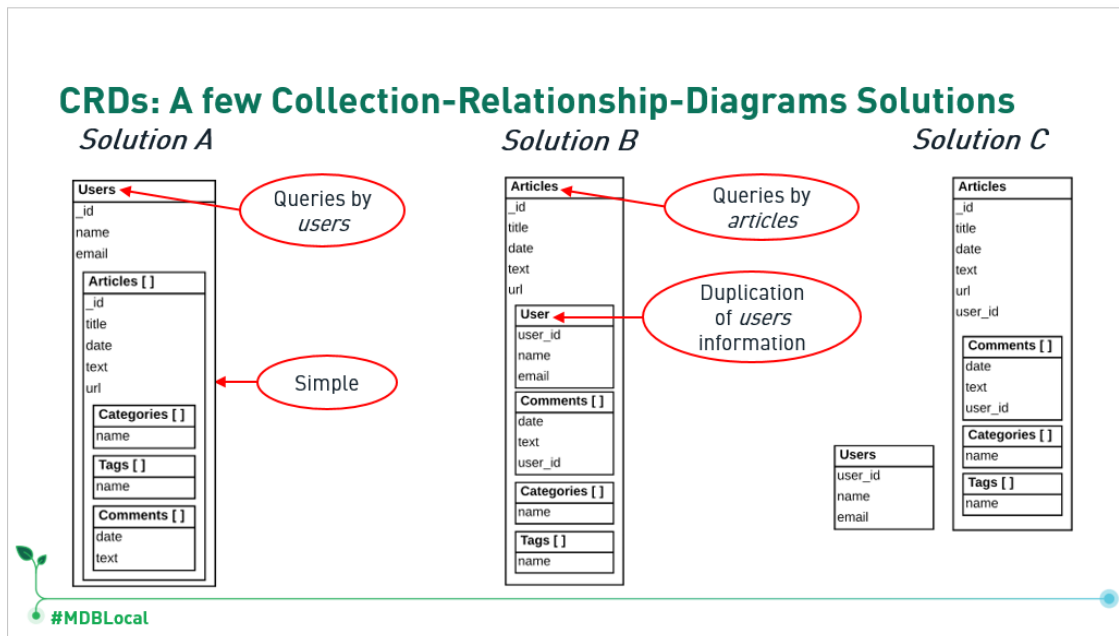 CRDs: A few Collection-Relationship-Diagrams Solutions
Solution A
Users
_id
name
email
Articles [ ]
_id
title
date
text
url
Categories [ ]
name
Tags [ ]
name
Comments [ ]
date
text
Queries by
users
Simple
Solution B
Articles
_id
title
date
text
url
User
user_id
name
email
Comments [ ]
date
text
user_id
Categories [ ]
name
Tags [ ]
name
Queries by
articles
Duplication
of users
information
Solution C
Users
user_id
name
email
Articles
_id
title
date
text
url
user_id
Comments [ ]
date
text
user_id
Categories [ ]
name
Tags [ ]
name
#MDBLocal